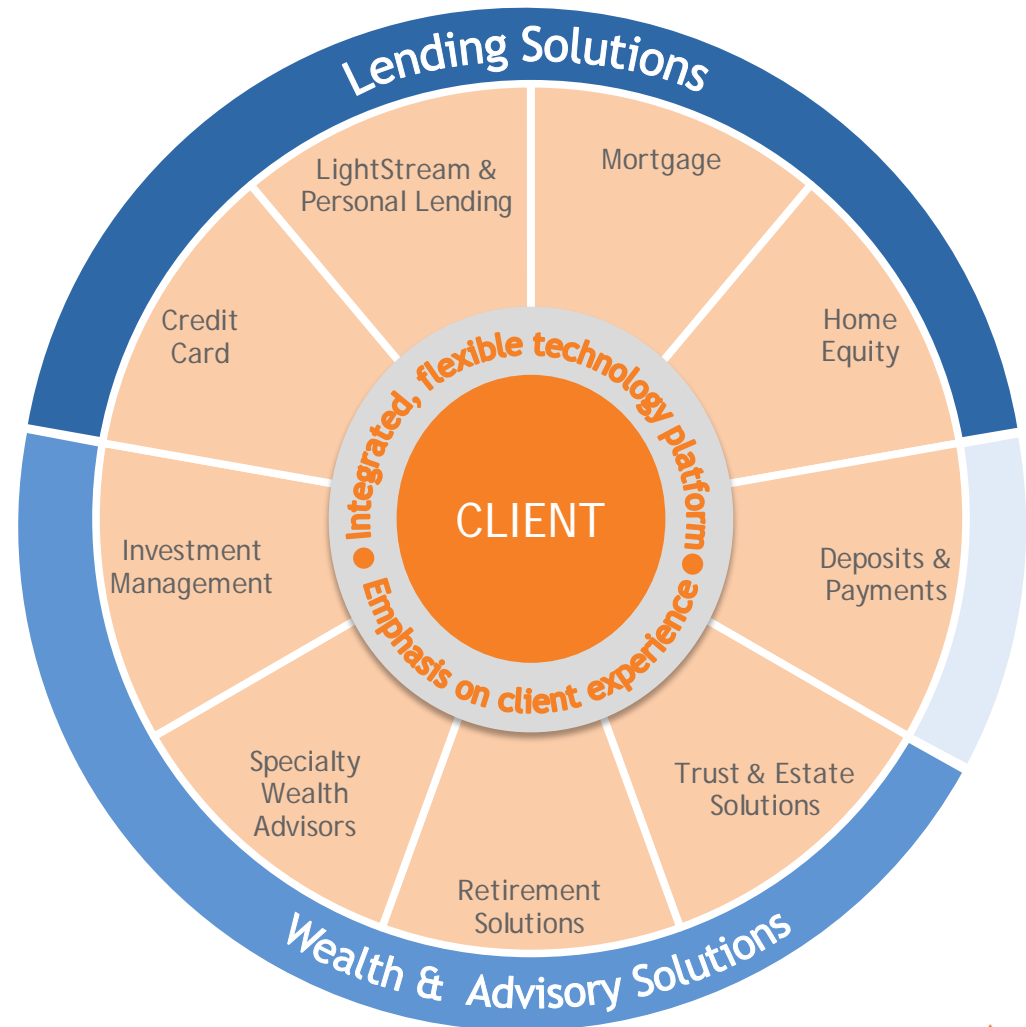 Lending Solutions
LightStream &
Personal Lending
Mortgage
Credit
Card
Home
Equity
Integrated, flexible technology platform
CLIENT
Emphasis on client experience
Investment
Management
Deposits &
Payments
Specialty
Wealth
Advisors
Trust & Estate
Solutions
Retirement
Solutions
Wealth & Advisory Solutions